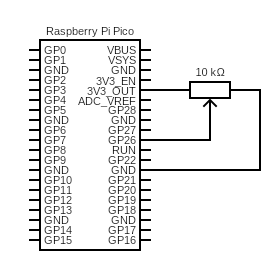 Raspberry Pi Pico
GP0 VBUS
GP1 VSYS
GND GND
GP2 3V3_EN
GP3 3V3_OUT
GP4 ADC_VREF
GP5 GP28
GND GND
GP6 GP27
GP7 GP26
GP8 RUN
GP9 GP22
GND GND
GP10 GP21
GP11 GP20
GP12 GP19
GP13 GP18
GND GND
GP14 GP17
GP15 GP16
10 kΩ